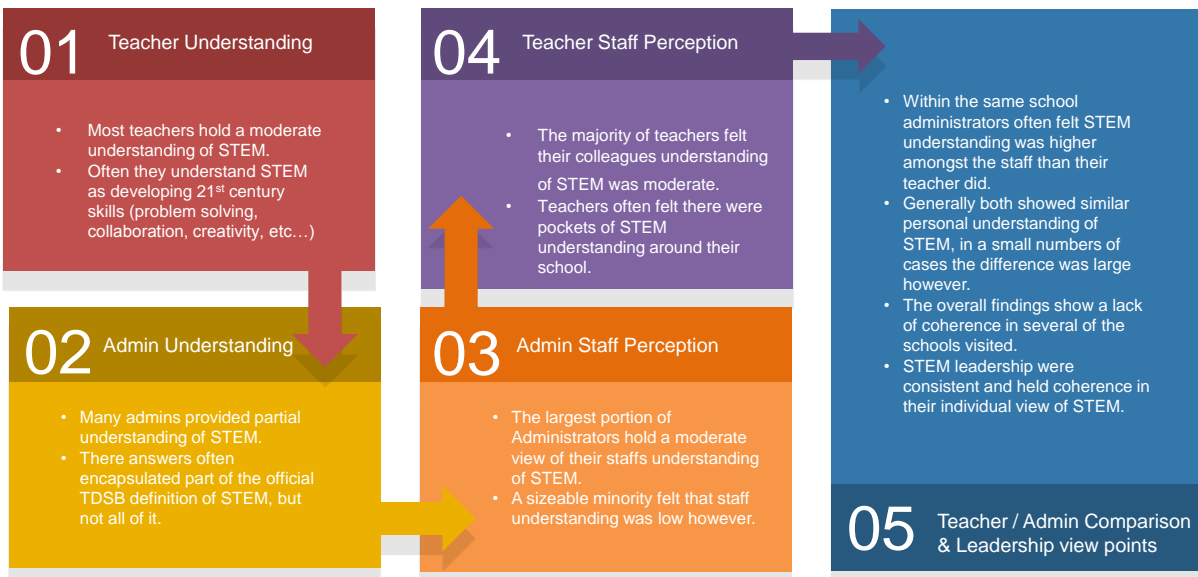 01
Teacher Understanding
• Most teachers hold a moderate
understanding of STEM.
• Often they understand STEM
as developing 21st century
skills (problem solving,
collaboration, creativity, etc…)
02
Admin Understanding
• Many admins provided partial
understanding of STEM.
• There answers often
encapsulated part of the official
TDSB definition of STEM, but
not all of it.
03
Admin Staff Perception
• The largest portion of
Administrators hold a moderate
view of their staffs understanding
of STEM.
• A sizeable minority felt that staff
understanding was low however.
04
Teacher Staff Perception
• The majority of teachers felt
their colleagues understanding
of STEM was moderate.
• Teachers often felt there were
pockets of STEM
understanding around their
school.
• Within the same school
administrators often felt STEM
understanding was higher
amongst the staff than their
teacher did.
• Generally both showed similar
personal understanding of
STEM, in a small numbers of
cases the difference was large
however.
• The overall findings show a lack
of coherence in several of the
schools visited.
• STEM leadership were
consistent and held coherence in
their individual view of STEM.
05
Teacher / Admin Comparison
& Leadership view points